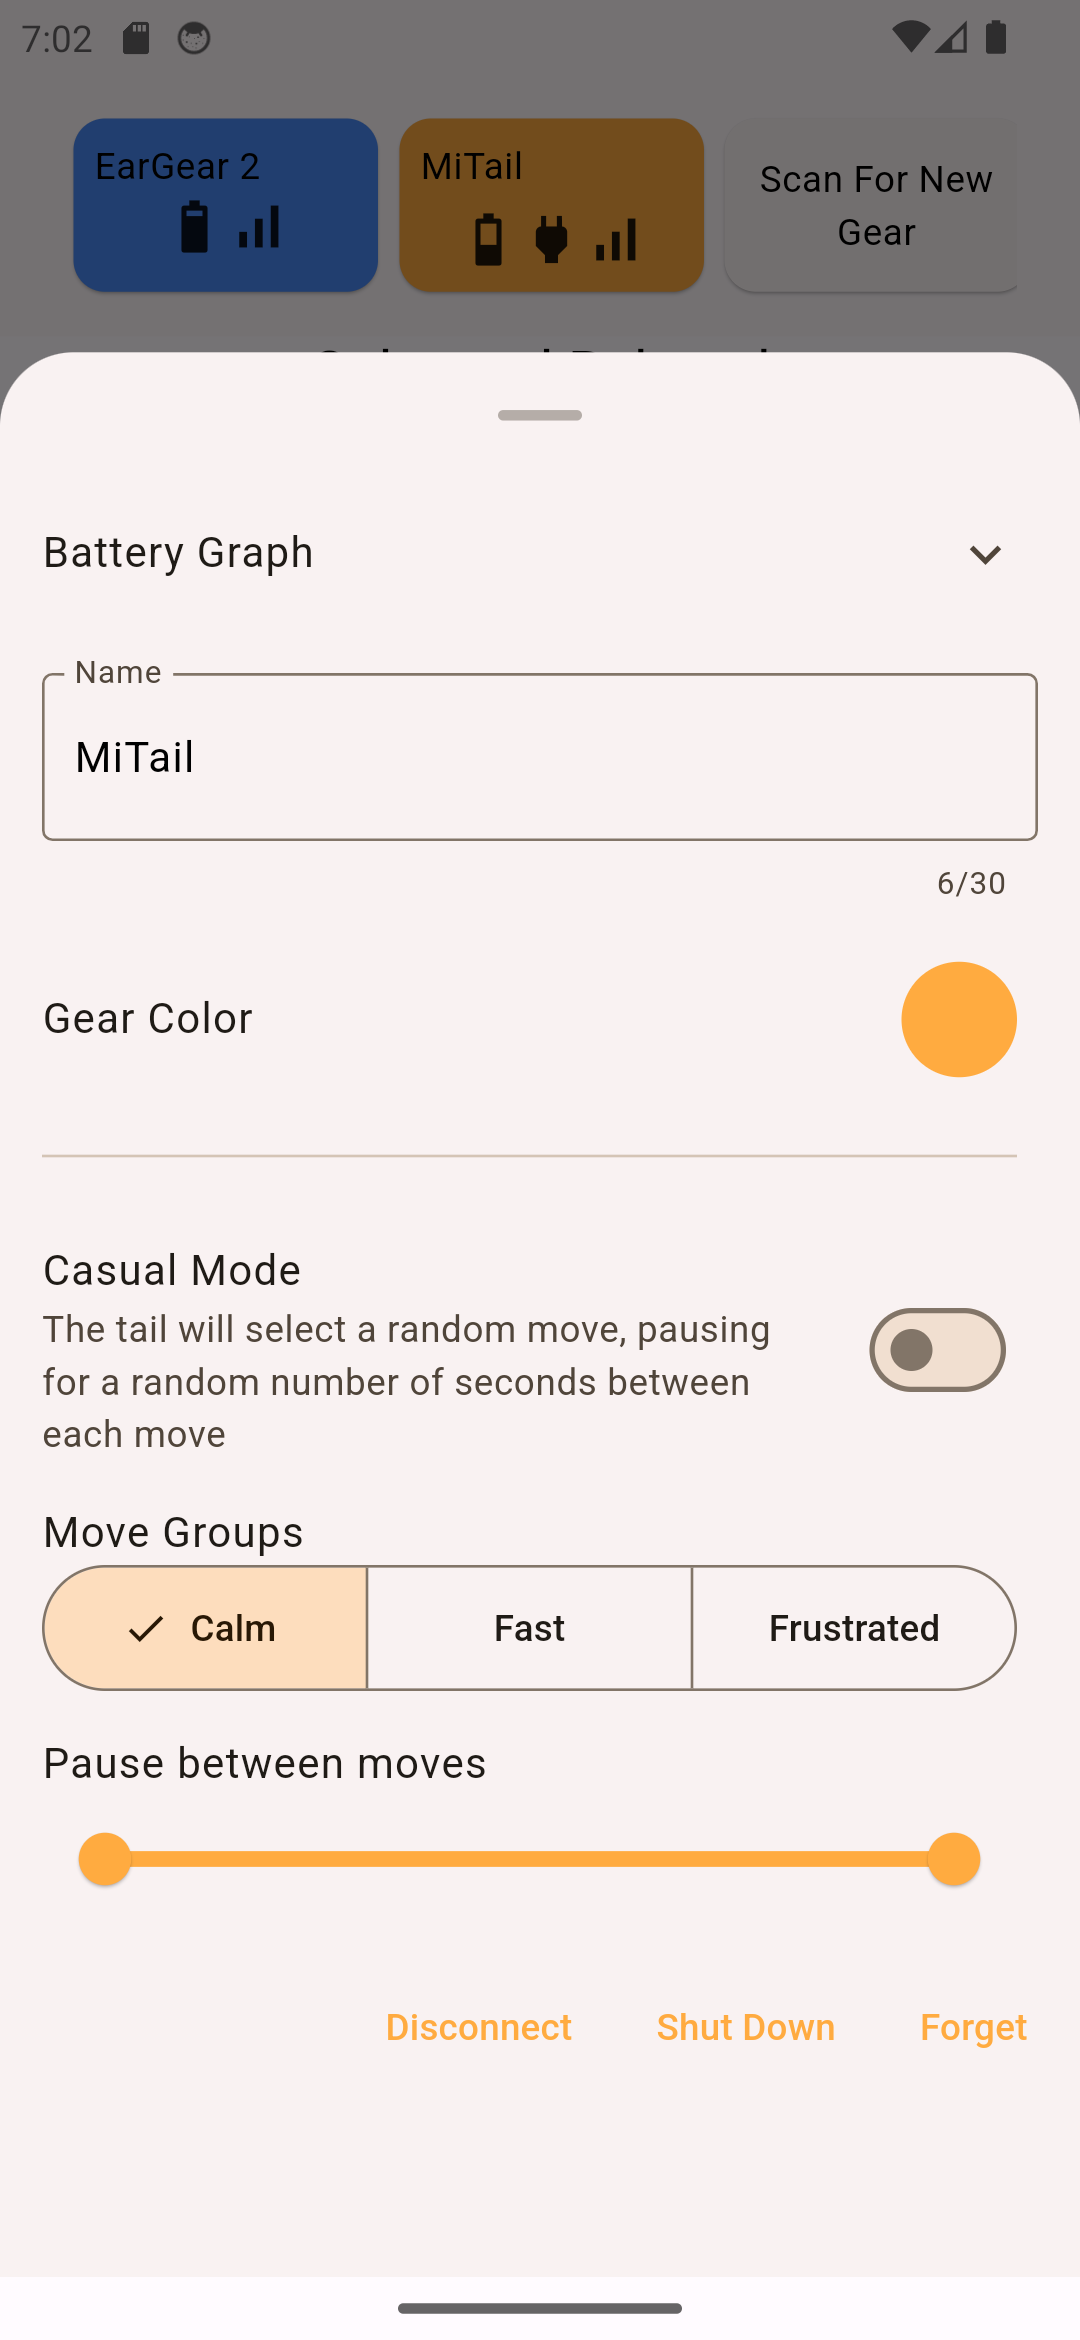 7:02
EarGear 2
MiTail
Scan For New
Gear
Battery Graph
Name
MiTail
6/30
Gear Color
Casual Mode
The tail will select a random move, pausing
for a random number of seconds between
each move
Move Groups
Calm
Fast
Frustrated
Pause between moves
Disconnect
Shut Down
Forget